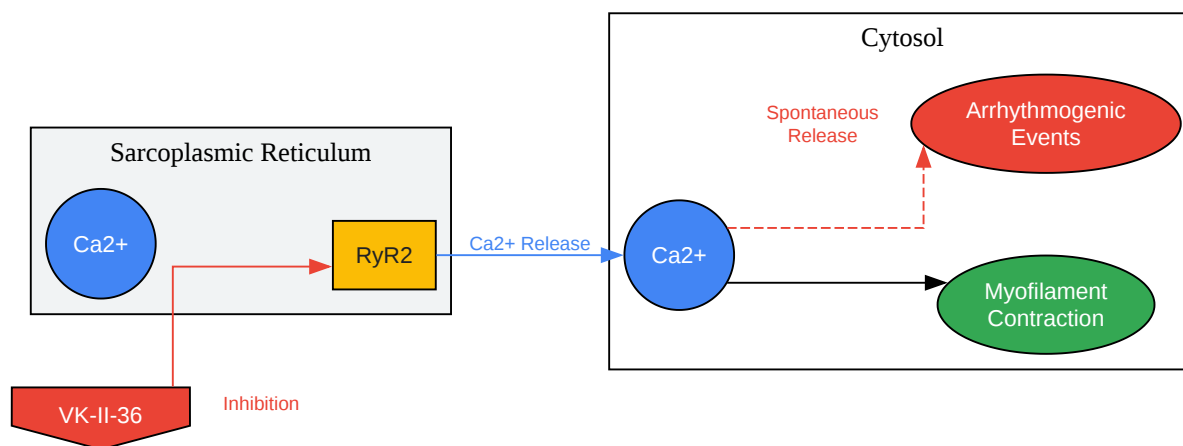 Cytosol
Spontaneous
Release
Arrhythmogenic
Events
Sarcoplasmic Reticulum
Ca2+
RyR2
Ca2+ Release
Ca2+
Myofilament
Contraction
VK-II-36
Inhibition